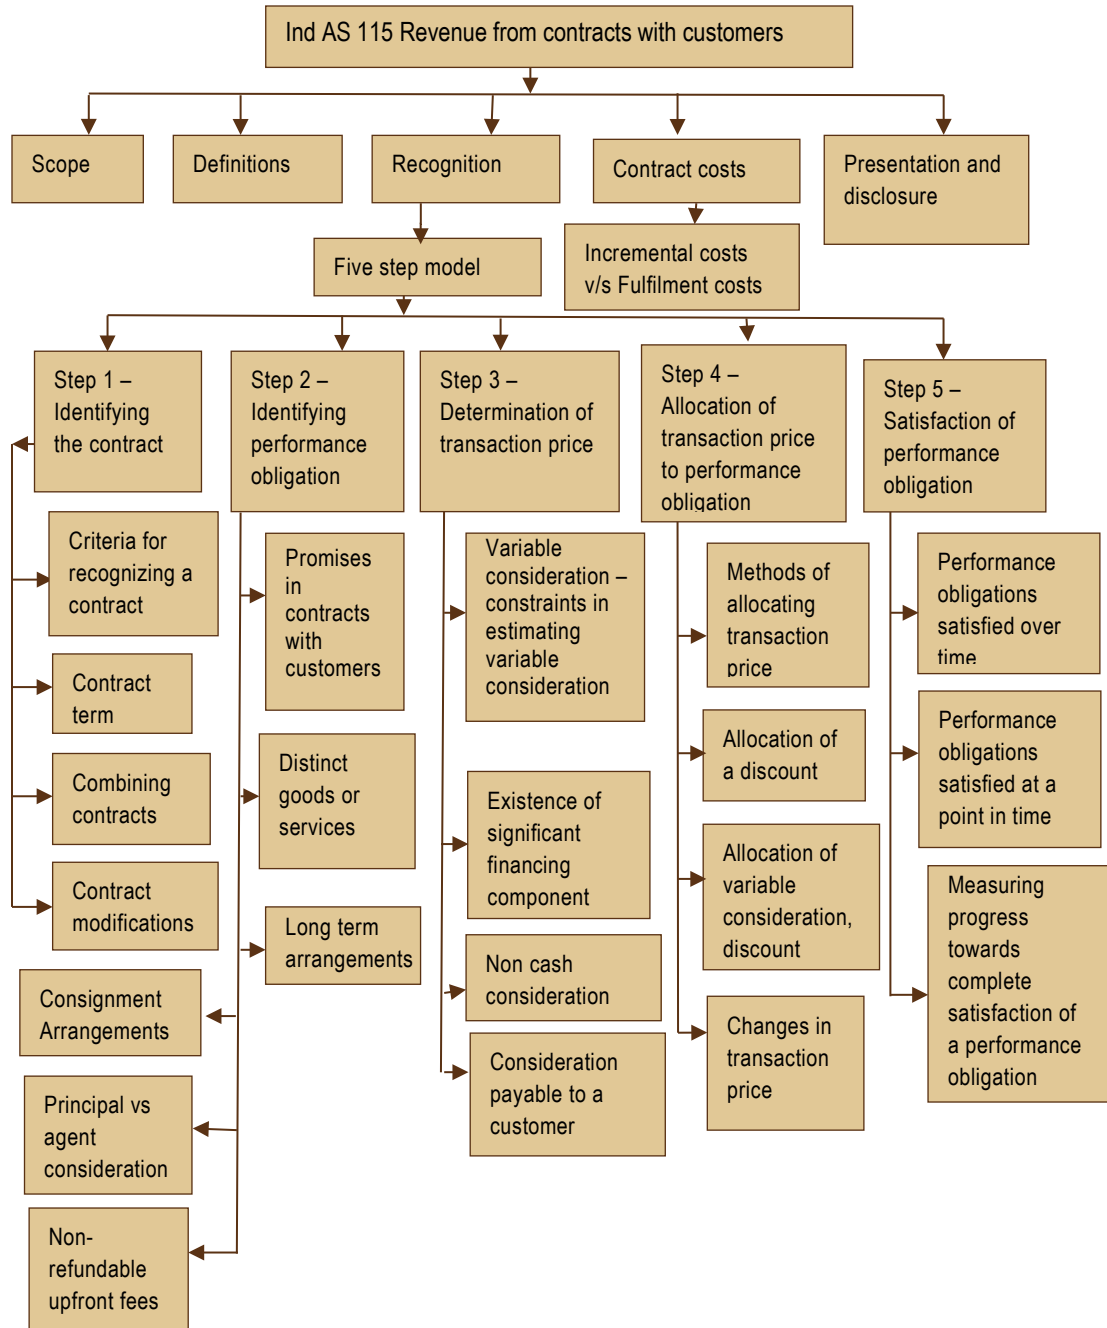 Ind AS 115 Revenue from contracts with customers
Scope
Definitions
Recognition
Contract costs
Presentation and
disclosure
Five step model
Incremental costs
v/s Fulfilment costs
Step 1 –
Identifying
the contract
Step 2 –
Identifying
performance
obligation
Step 3 –
Determination of
transaction price
Step 4 –
Allocation of
transaction price
to performance
obligation
Step 5 –
Satisfaction of
performance
obligation
Criteria for
recognizing a
contract
Contract
term
Combining
contracts
Contract
modifications
Promises
in
contracts
with
customers
Distinct
goods or
services
Long term
arrangements
Consignment
Arrangements
Principal vs
agent
consideration
Non-
refundable
upfront fees
Variable
consideration –
constraints in
estimating
variable
consideration
Existence of
significant
financing
component
Non cash
consideration
Consideration
payable to a
customer
Methods of
allocating
transaction
price
Allocation of
a discount
Allocation of
variable
consideration,
discount
Changes in
transaction
price
Performance
obligations
satisfied over
time
Performance
obligations
satisfied at a
point in time
Measuring
progress
towards
complete
satisfaction of
a performance
obligation